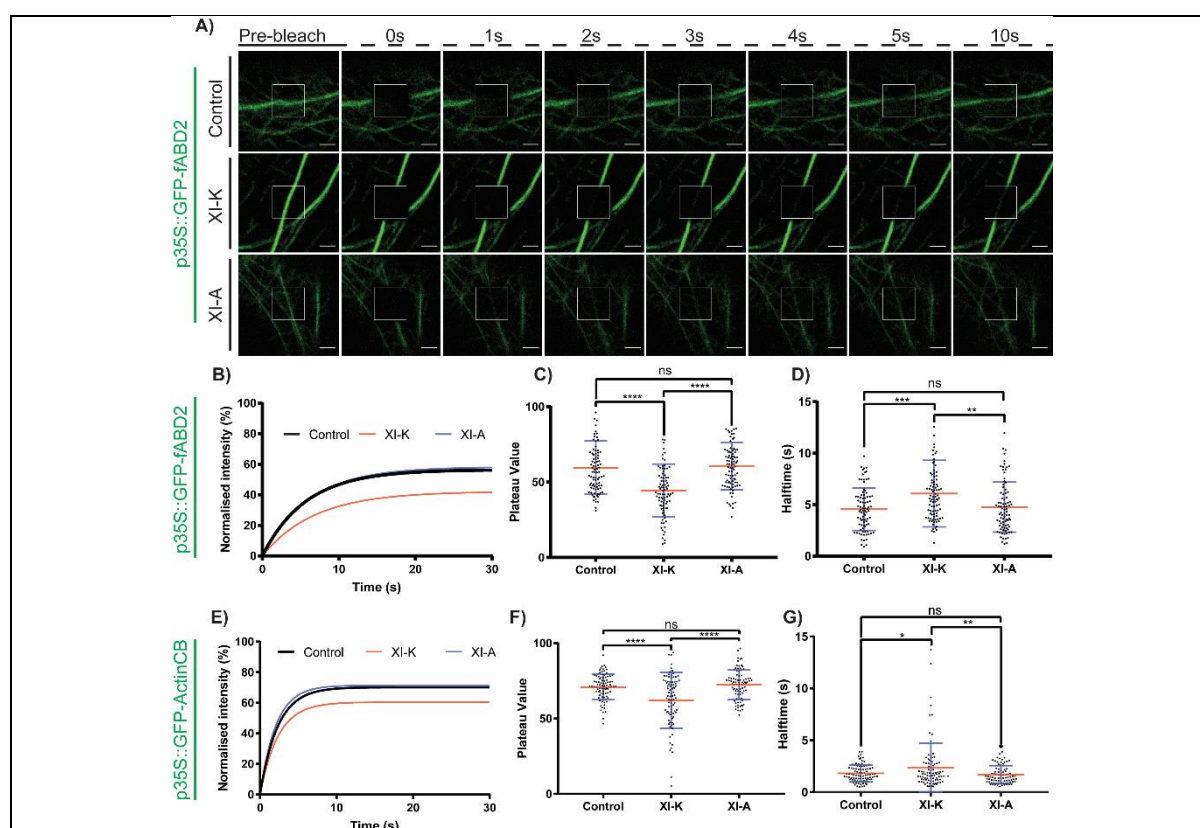 A)
Pre-bleach 0s 1s 2s 3s 4s 5s 10s
p35S::GFP-fABD2
Control
XI-K
XI-A
B)
p35S::GFP-fABD2
Normalised intensity (%)
100
80
60
40
20
0
Control XI-K XI-A
0 10 20 30
Time (s)
C)
ns
**** ****
Plateau Value
100
50
0
Control XI-K XI-A
D)
ns
*** **
Halftime (s)
15
10
5
0
Control XI-K XI-A
E)
p35S::GFP-ActinCB
Normalised intensity (%)
100
80
60
40
20
0
Control XI-K XI-A
0 10 20 30
Time (s)
F)
ns
**** ****
Plateau Value
100
50
0
Control XI-K XI-A
G)
ns
* **
Halftime (s)
15
10
5
0
Control XI-K XI-A